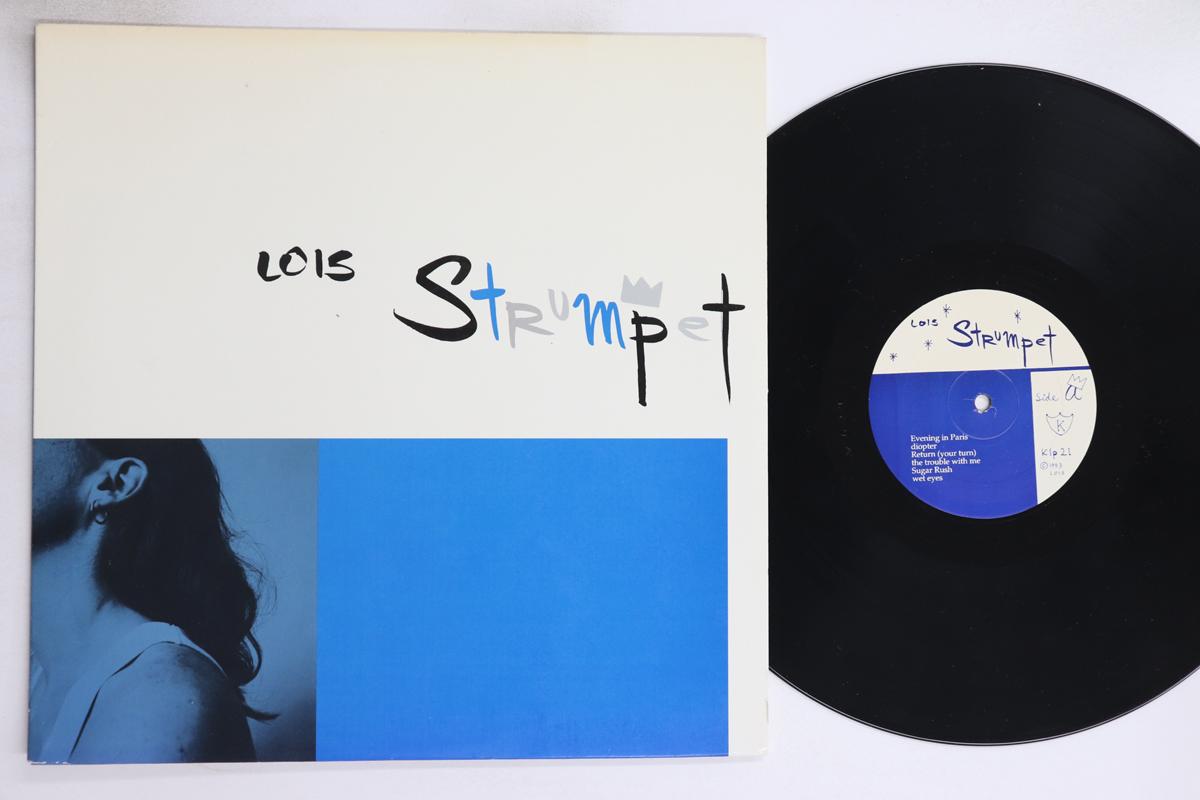 LOIS Strumpet
LOIS Strumpet
Side a
K
Klp 21
© 1993
LOIS
Evening in Paris
diopter
Return (your turn)
the trouble with me
Sugar Rush
wet eyes